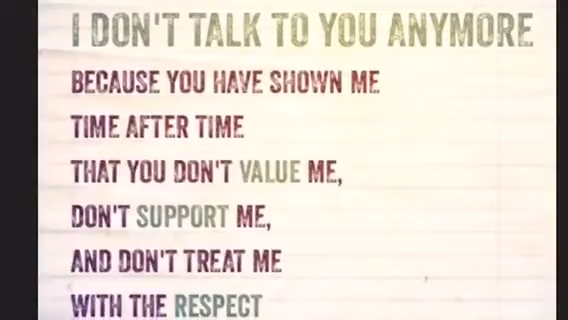 I DON'T TALK TO YOU ANYMORE
BECAUSE YOU HAVE SHOWN ME
TIME AFTER TIME
THAT YOU DON'T VALUE ME,
DON'T SUPPORT ME,
AND DON'T TREAT ME
WITH THE RESPECT